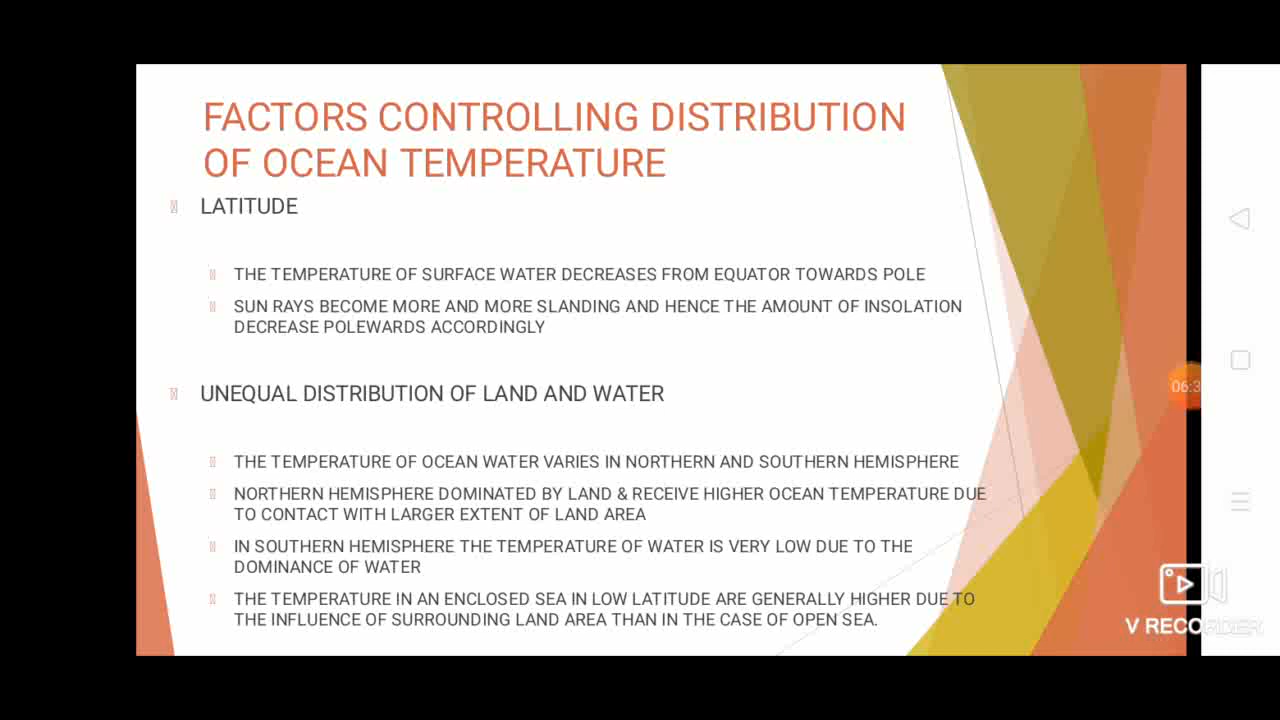 FACTORS CONTROLLING DISTRIBUTION
OF OCEAN TEMPERATURE
LATITUDE
THE TEMPERATURE OF SURFACE WATER DECREASES FROM EQUATOR TOWARDS POLE
SUN RAYS BECOME MORE AND MORE SLANDING AND HENCE THE AMOUNT OF INSOLATION
DECREASE POLEWARDS ACCORDINGLY
UNEQUAL DISTRIBUTION OF LAND AND WATER
THE TEMPERATURE OF OCEAN WATER VARIES IN NORTHERN AND SOUTHERN HEMISPHERE
NORTHERN HEMISPHERE DOMINATED BY LAND & RECEIVE HIGHER OCEAN TEMPERATURE DUE
TO CONTACT WITH LARGER EXTENT OF LAND AREA
IN SOUTHERN HEMISPHERE THE TEMPERATURE OF WATER IS VERY LOW DUE TO THE
DOMINANCE OF WATER
THE TEMPERATURE IN AN ENCLOSED SEA IN LOW LATITUDE ARE GENERALLY HIGHER DUE TO
THE INFLUENCE OF SURROUNDING LAND AREA THAN IN THE CASE OF OPEN SEA.
06:3
V RECORDER